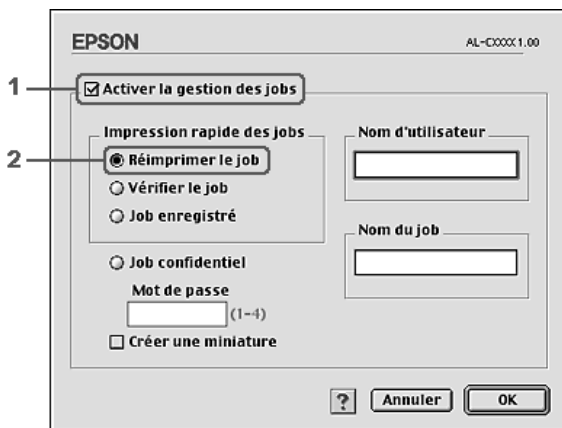 EPSON
AL-CXXXX 1.00
1
Activer la gestion des jobs
Impression rapide des jobs
2
Réimprimer le job
Vérifier le job
Job enregistré
Job confidentiel
Mot de passe
(1-4)
Créer une miniature
Nom d'utilisateur
Nom du job
?
Annuler
OK